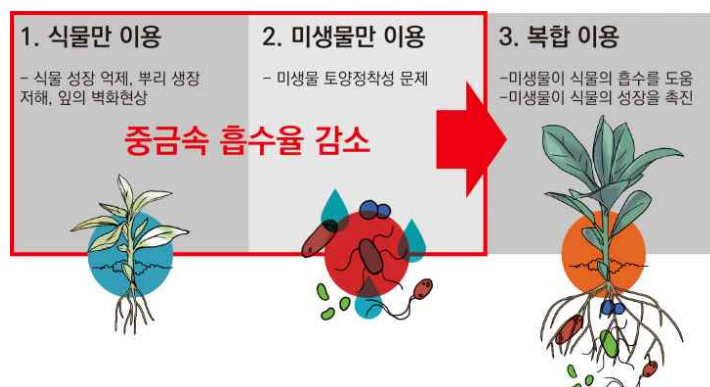 1. 식물만 이용
- 식물 성장 억제, 뿌리 생장
저해, 잎의 벽화현상
2. 미생물만 이용
- 미생물 토양정착성 문제
중금속 흡수율 감소
3. 복합 이용
-미생물이 식물의 흡수를 도움
-미생물이 식물의 성장을 촉진